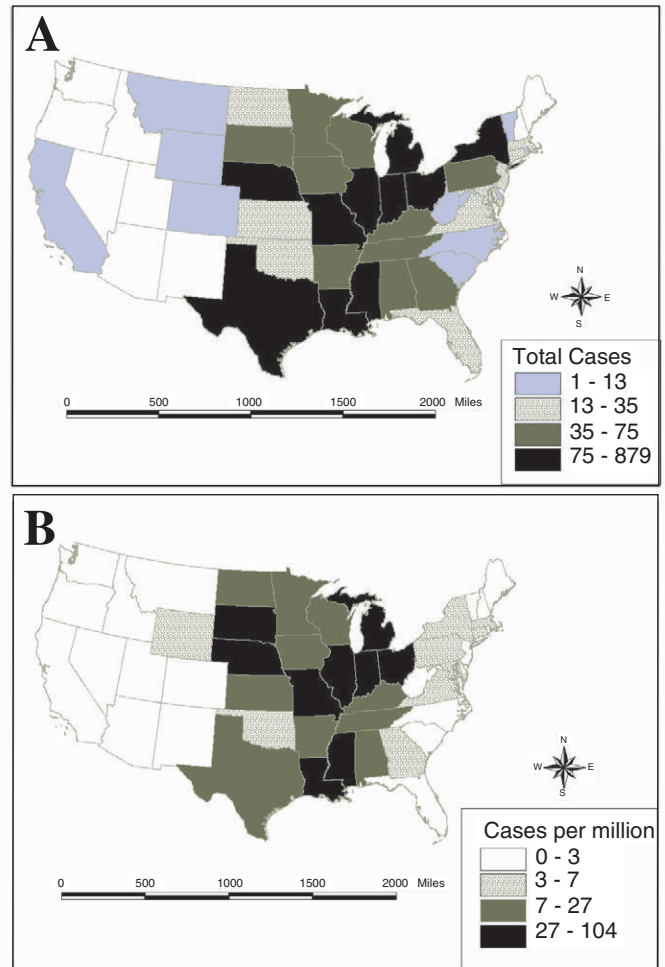 A
N
W E
S
Total Cases
1 - 13
13 - 35
35 - 75
75 - 879
0 500 1000 1500 2000 Miles
B
N
W E
S
Cases per million
0 - 3
3 - 7
7 - 27
27 - 104
0 500 1000 1500 2000 Miles